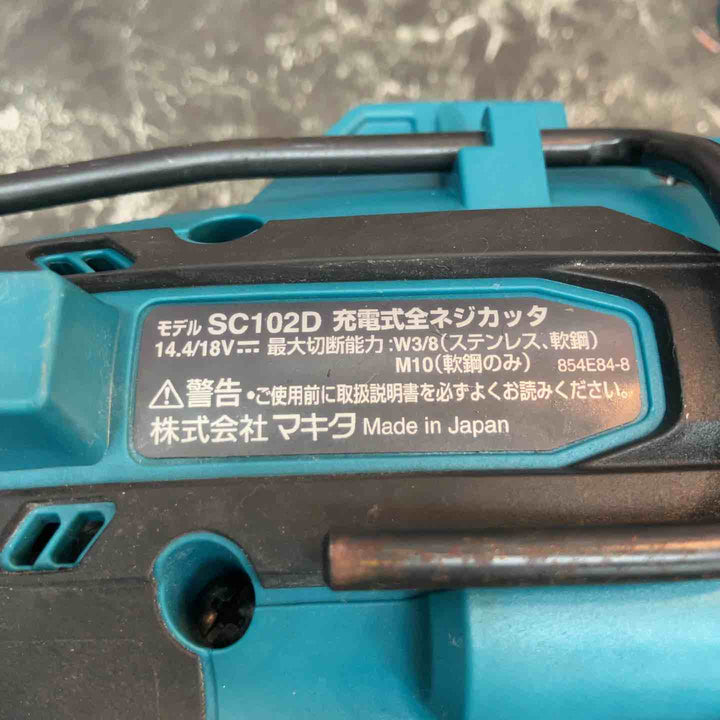 モデル SC102D 充電式全ネジカッタ
14.4/18V⎓ 最大切断能力:W3/8(ステンレス、軟鋼)
M10(軟鋼のみ) 854E84-8
⚠警告 •ご使用前に取扱説明書を必ずよくお読みください。
株式会社 マキタ Made in Japan